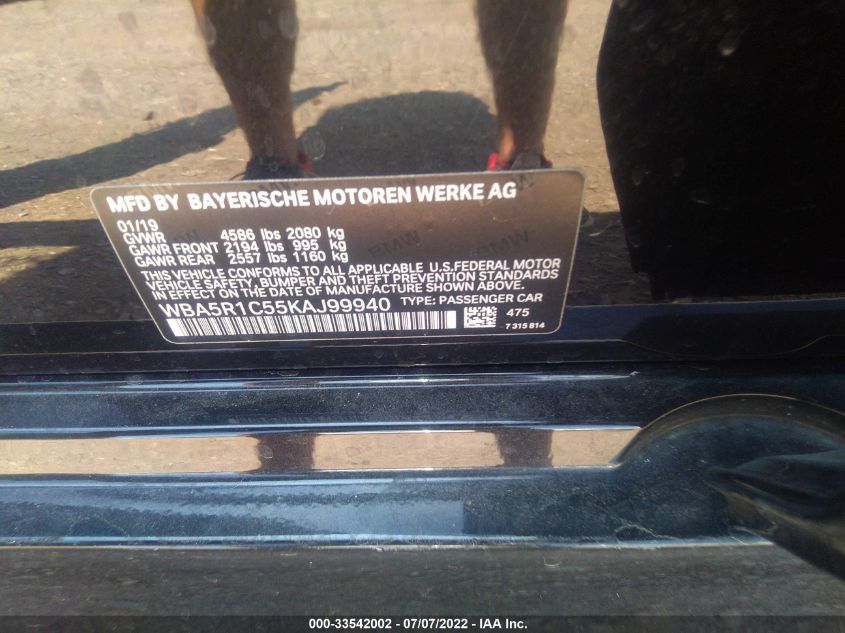 MFD BY BAYERISCHE MOTOREN WERKE AG
01/19
GVWR 4586 lbs 2080 kg
GAWR FRONT 2194 lbs 995 kg
GAWR REAR 2557 lbs 1160 kg
THIS VEHICLE CONFORMS TO ALL APPLICABLE U.S.FEDERAL MOTOR
VEHICLE SAFETY, BUMPER AND THEFT PREVENTION STANDARDS
IN EFFECT ON THE DATE OF MANUFACTURE SHOWN ABOVE.
WBA5R1C55KAJ99940 TYPE: PASSENGER CAR
475
7 315 814
BMW
BMW
000-33542002 - 07/07/2022 - IAA Inc.